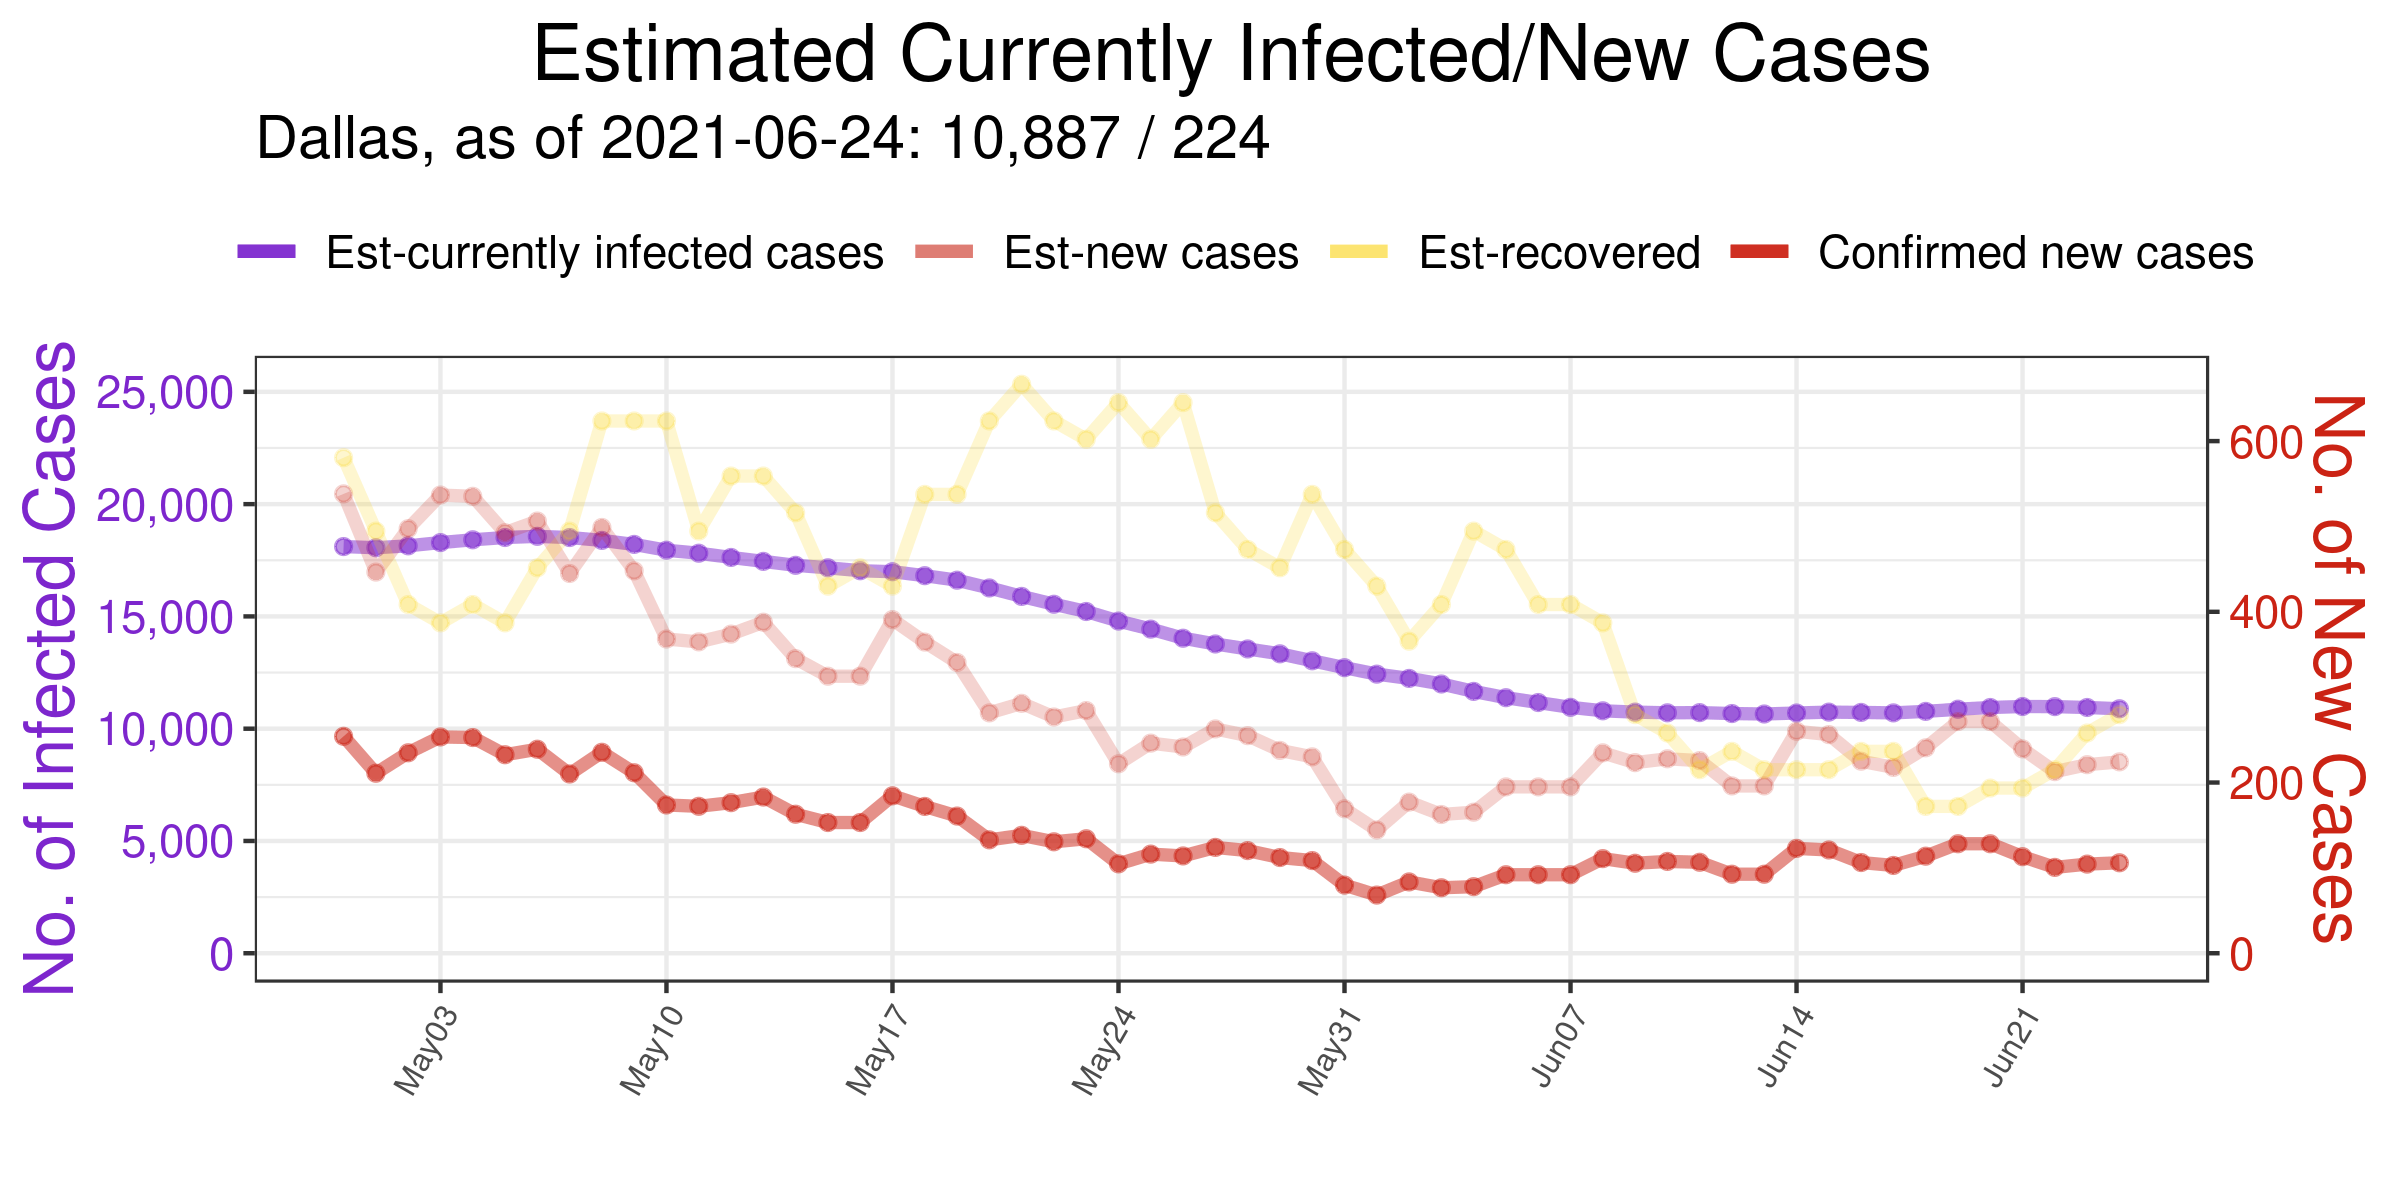 Estimated Currently Infected/New Cases
Dallas, as of 2021-06-24: 10,887 / 224
Est-currently infected cases Est-new cases Est-recovered Confirmed new cases
No. of Infected Cases
25,000
20,000
15,000
10,000
5,000
0
600
400
200
0
No. of New Cases
May03 May10 May17 May24 May31 Jun07 Jun14 Jun21